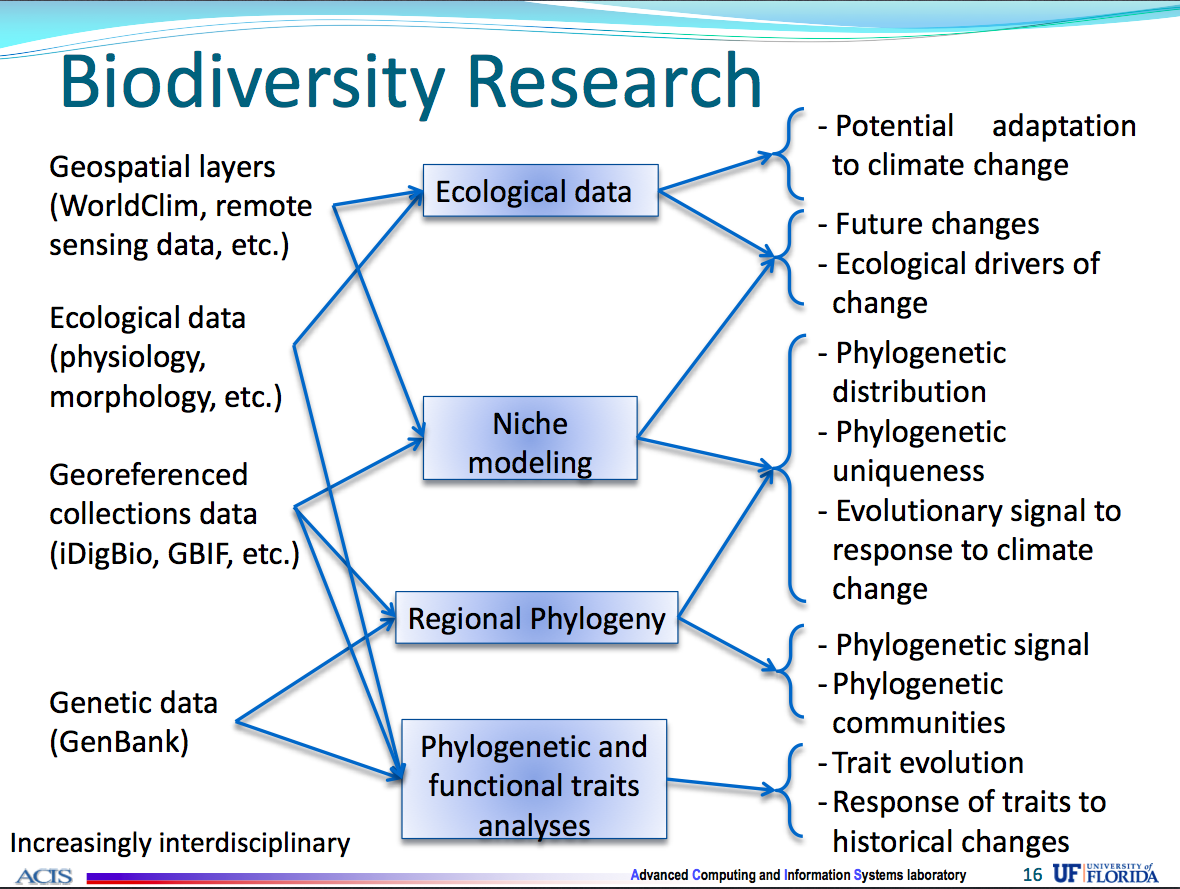 Biodiversity Research
Geospatial layers
(WorldClim, remote
sensing data, etc.)
Ecological data
(physiology,
morphology, etc.)
Georeferenced
collections data
(iDigBio, GBIF, etc.)
Genetic data
(GenBank)
Increasingly interdisciplinary
Ecological data
Niche
modeling
Regional Phylogeny
Phylogenetic and
functional traits
analyses
- Potential adaptation
to climate change
- Future changes
- Ecological drivers of
change
- Phylogenetic
distribution
- Phylogenetic
uniqueness
- Evolutionary signal to
response to climate
change
- Phylogenetic signal
- Phylogenetic
communities
- Trait evolution
- Response of traits to
historical changes
ACIS
Advanced Computing and Information Systems laboratory
16
UF UNIVERSITY of
FLORIDA